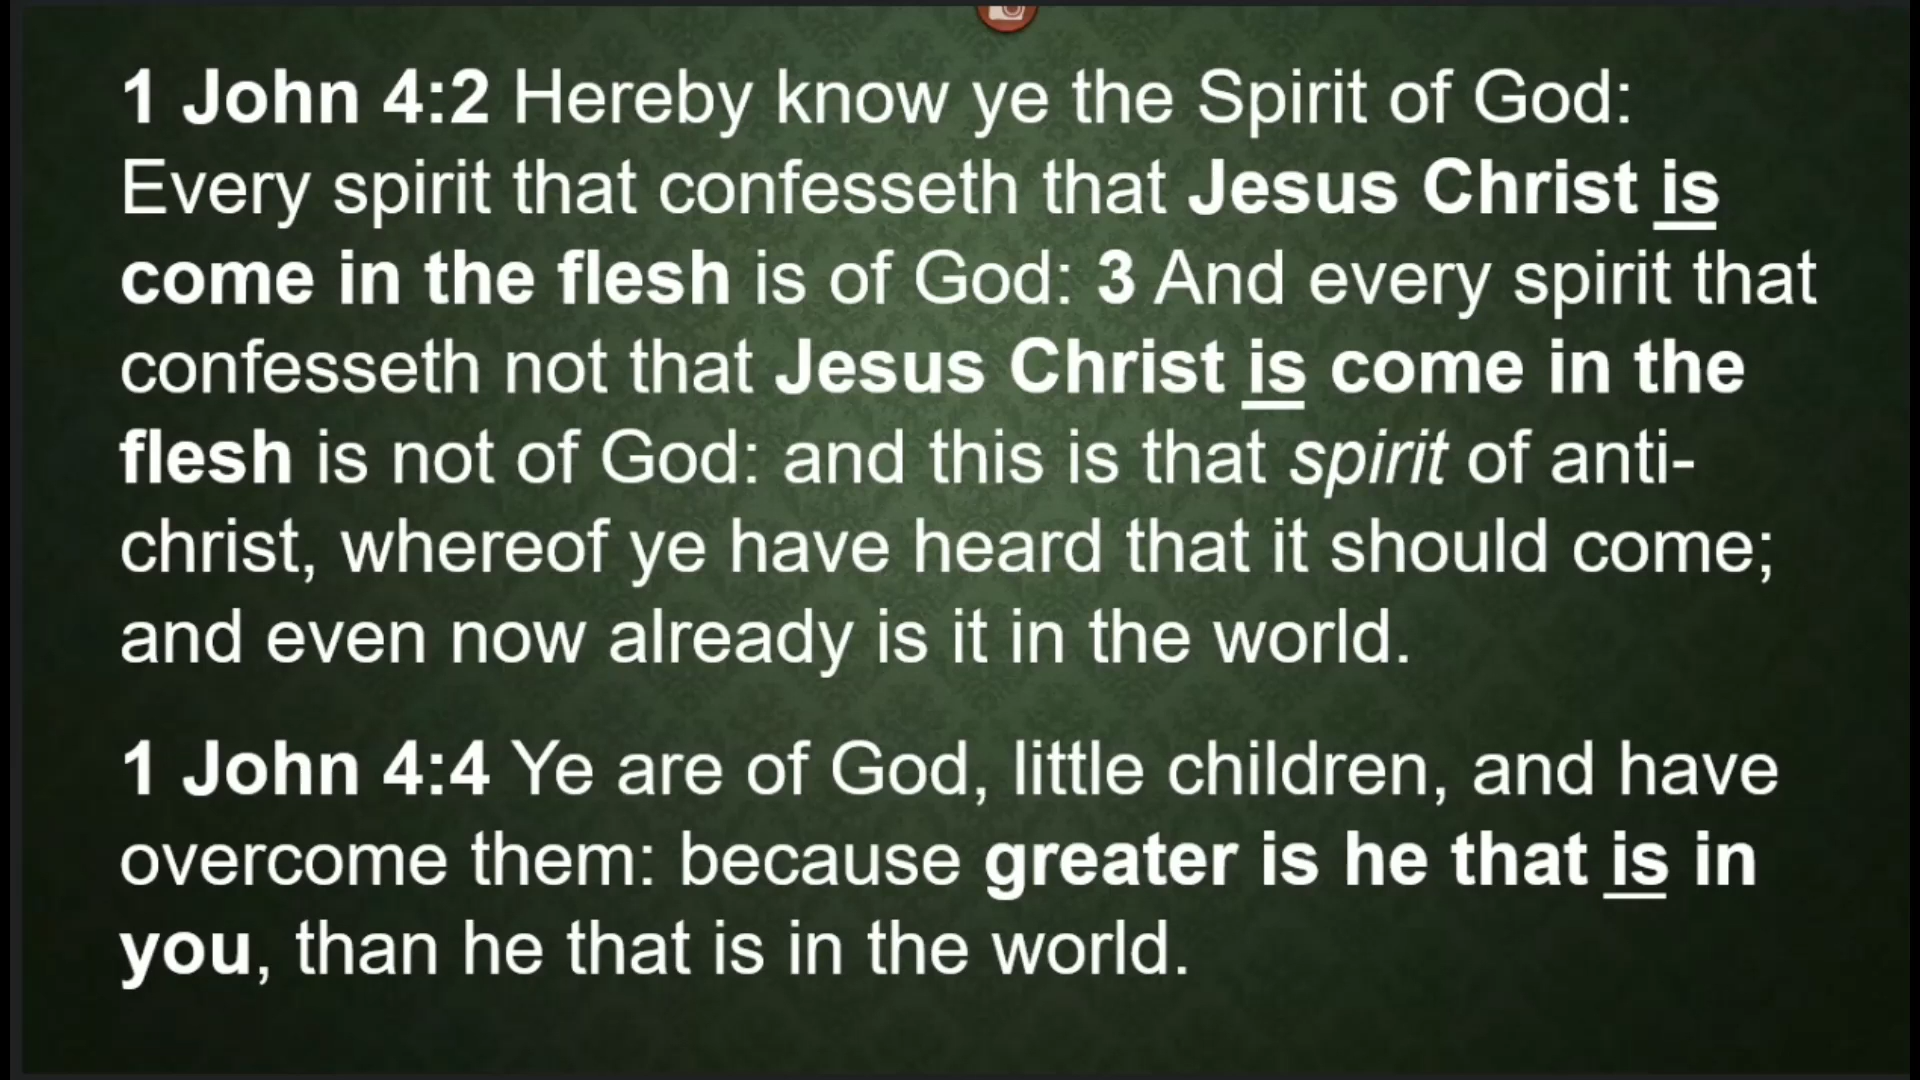 1 John 4:2 Hereby know ye the Spirit of God:
Every spirit that confesseth that Jesus Christ is
come in the flesh is of God: 3 And every spirit that
confesseth not that Jesus Christ is come in the
flesh is not of God: and this is that spirit of anti-
christ, whereof ye have heard that it should come;
and even now already is it in the world.
1 John 4:4 Ye are of God, little children, and have
overcome them: because greater is he that is in
you, than he that is in the world.